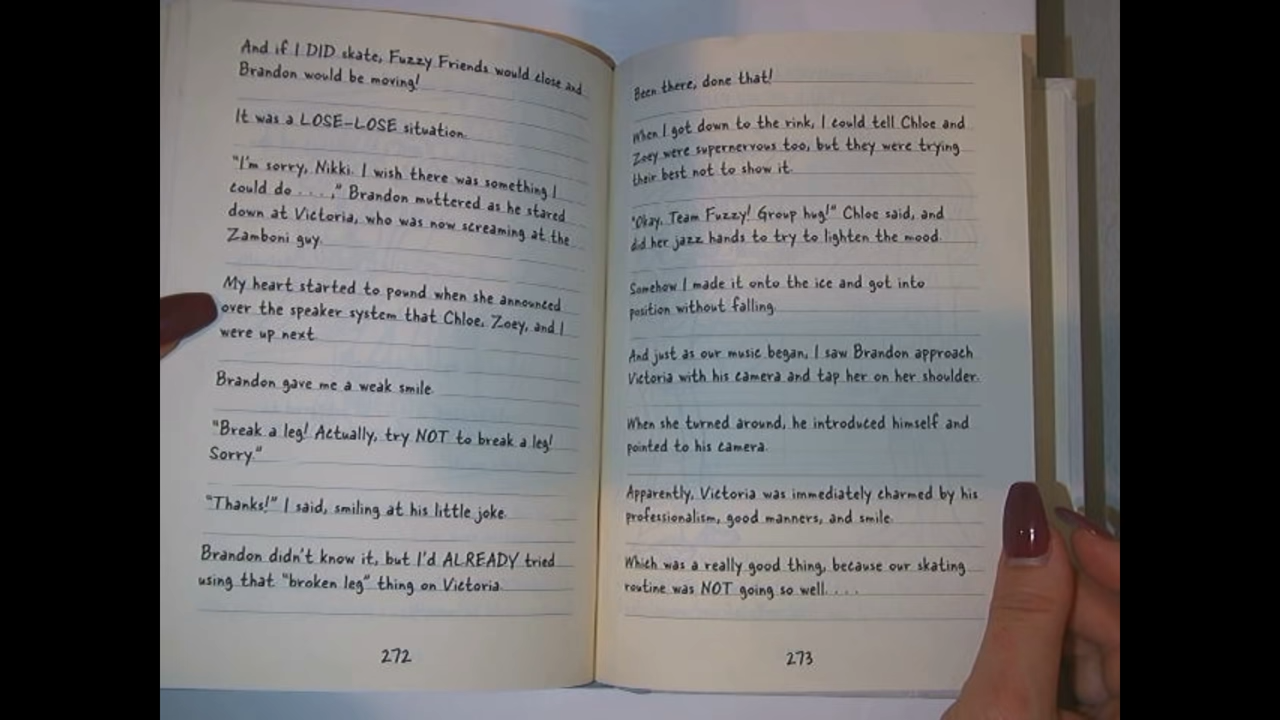 And if I DID skate, Fuzzy Friends would close and
Brandon would be moving!
It was a LOSE-LOSE situation.
"I'm sorry, Nikki. I wish there was something I
could do . . . ," Brandon muttered as he stared
down at Victoria, who was now screaming at the
Zamboni guy.
My heart started to pound when she announced
over the speaker system that Chloe, Zoey, and I
were up next.
Brandon gave me a weak smile.
"Break a leg! Actually, try NOT to break a leg!
Sorry."
"Thanks!" I said, smiling at his little joke.
Brandon didn't know it, but I'd ALREADY tried
using that "broken leg" thing on Victoria.
272
Been there, done that!
When I got down to the rink, I could tell Chloe and
Zoey were supernervous too, but they were trying
their best not to show it.
"Okay, Team Fuzzy! Group hug!" Chloe said, and
did her jazz hands to try to lighten the mood.
Somehow I made it onto the ice and got into
position without falling.
And just as our music began, I saw Brandon approach
Victoria with his camera and tap her on her shoulder.
When she turned around, he introduced himself and
pointed to his camera.
Apparently, Victoria was immediately charmed by his
professionalism, good manners, and smile.
Which was a really good thing, because our skating
routine was NOT going so well. . . .
273